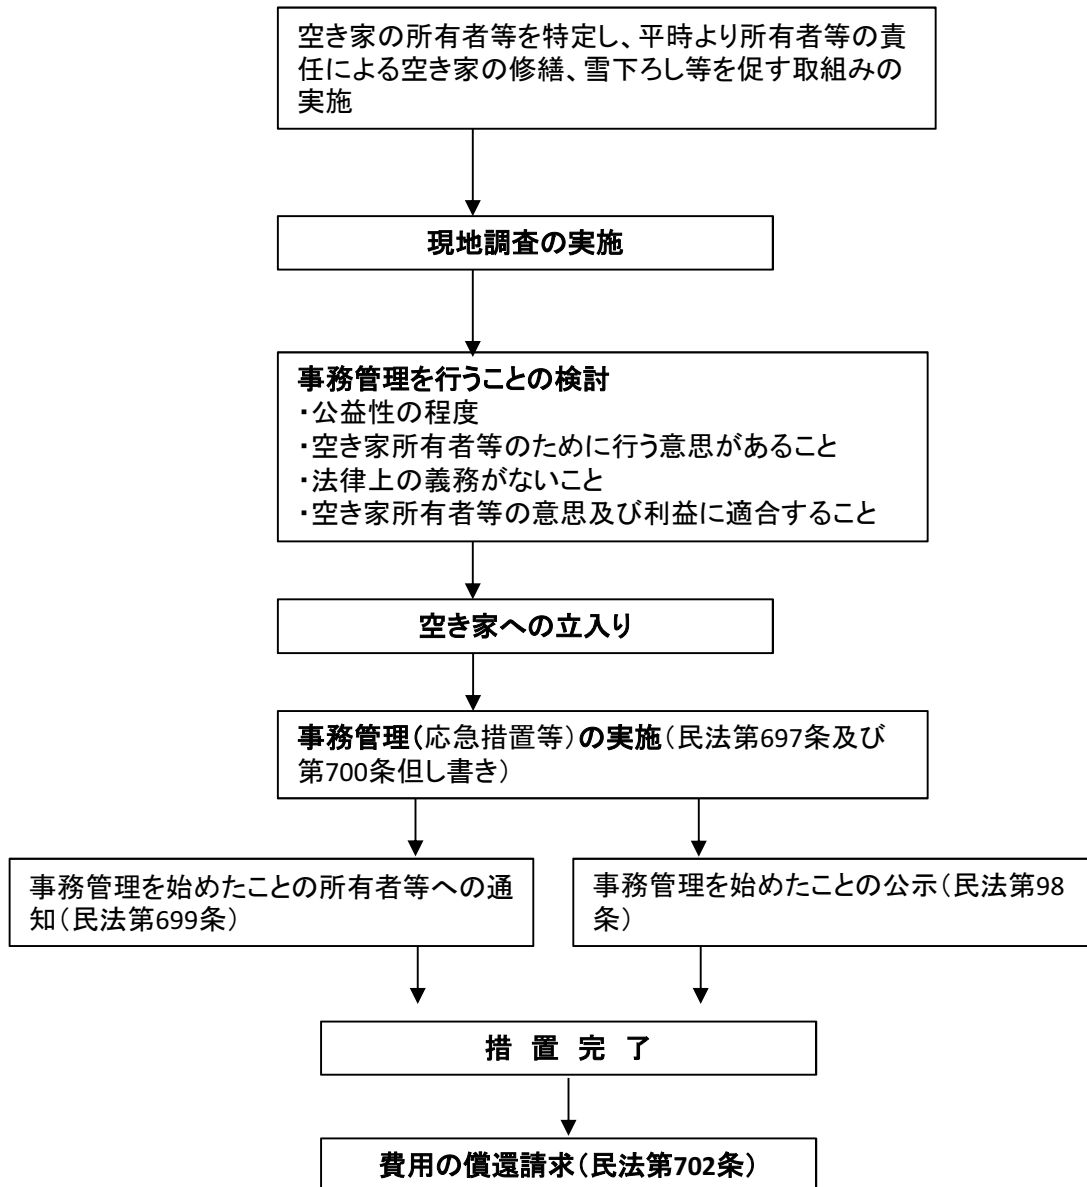 空き家の所有者等を特定し、平時より所有者等の責
任による空き家の修繕、雪下ろし等を促す取組みの
実施
現地調査の実施
事務管理を行うことの検討
・公益性の程度
・空き家所有者等のために行う意思があること
・法律上の義務がないこと
・空き家所有者等の意思及び利益に適合すること
空き家への立入り
事務管理(応急措置等)の実施(民法第697条及び
第700条但し書き)
事務管理を始めたことの所有者等への通
知(民法第699条)
事務管理を始めたことの公示(民法第98
条)
措 置 完 了
費用の償還請求(民法第702条)